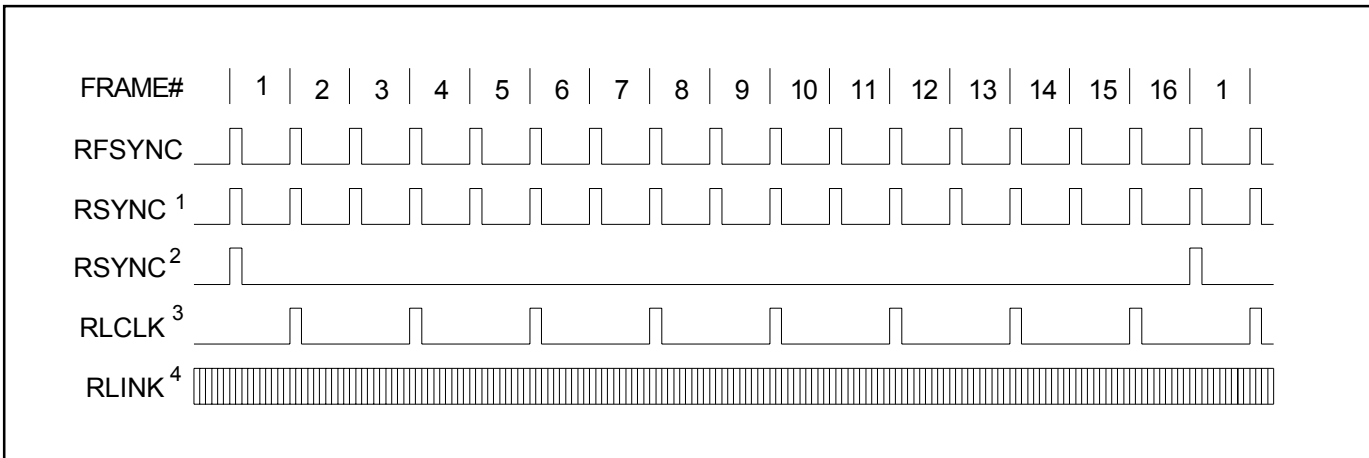 FRAME# 1 2 3 4 5 6 7 8 9 10 11 12 13 14 15 16 1
RFSYNC
RSYNC 1
RSYNC 2
RLCLK 3
RLINK 4